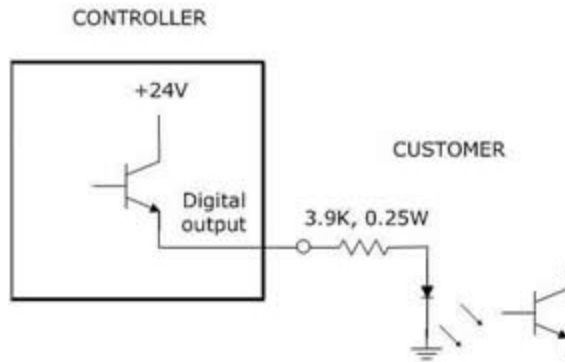 CONTROLLER
+24V
CUSTOMER
Digital
output
3.9K, 0.25W